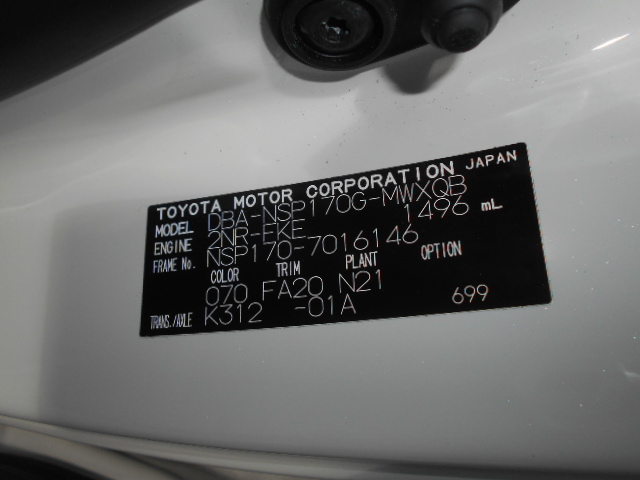 TOYOTA MOTOR CORPORATION JAPAN
MODEL DBA-NSP170G-MWXQB
ENGINE 2NR-FKE 1496 mL
FRAME No. NSP170-7016146
COLOR TRIM PLANT OPTION
070 FA20 N21
TRANS./AXLE K312 -01A 699